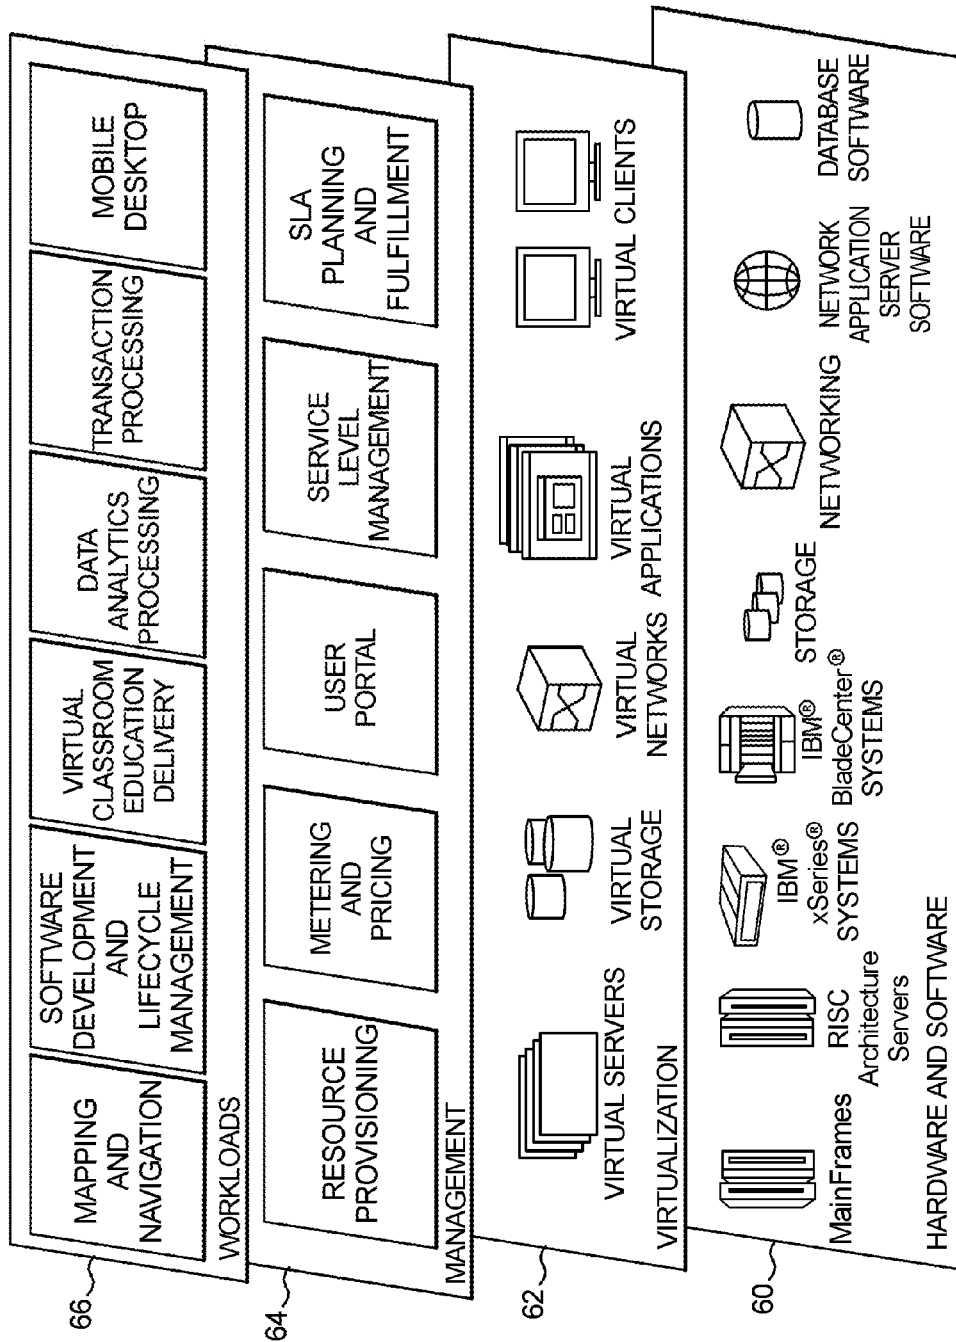 66
MAPPING
AND
NAVIGATION
SOFTWARE
DEVELOPMENT
AND
LIFECYCLE
MANAGEMENT
VIRTUAL
CLASSROOM
EDUCATION
DELIVERY
DATA
ANALYTICS
PROCESSING
TRANSACTION
PROCESSING
MOBILE
DESKTOP
WORKLOADS
64
RESOURCE
PROVISIONING
METERING
AND
PRICING
USER
PORTAL
SERVICE
LEVEL
MANAGEMENT
SLA
PLANNING
AND
FULFILLMENT
MANAGEMENT
62
VIRTUAL SERVERS
VIRTUAL
STORAGE
VIRTUAL
NETWORKS
VIRTUAL
APPLICATIONS
VIRTUAL CLIENTS
VIRTUALIZATION
60
MainFrames
RISC
Architecture
Servers
IBM®
xSeries®
SYSTEMS
IBM®
BladeCenter®
SYSTEMS
STORAGE
NETWORKING
NETWORK
APPLICATION
SERVER
SOFTWARE
DATABASE
SOFTWARE
HARDWARE AND SOFTWARE